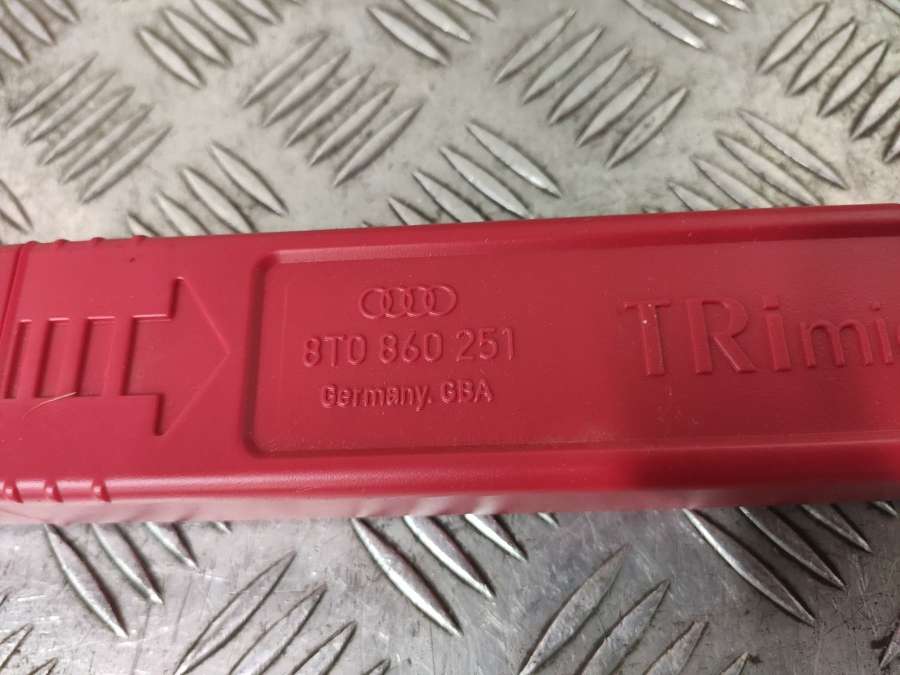 8T0 860 251
Germany. GBA
TRimi